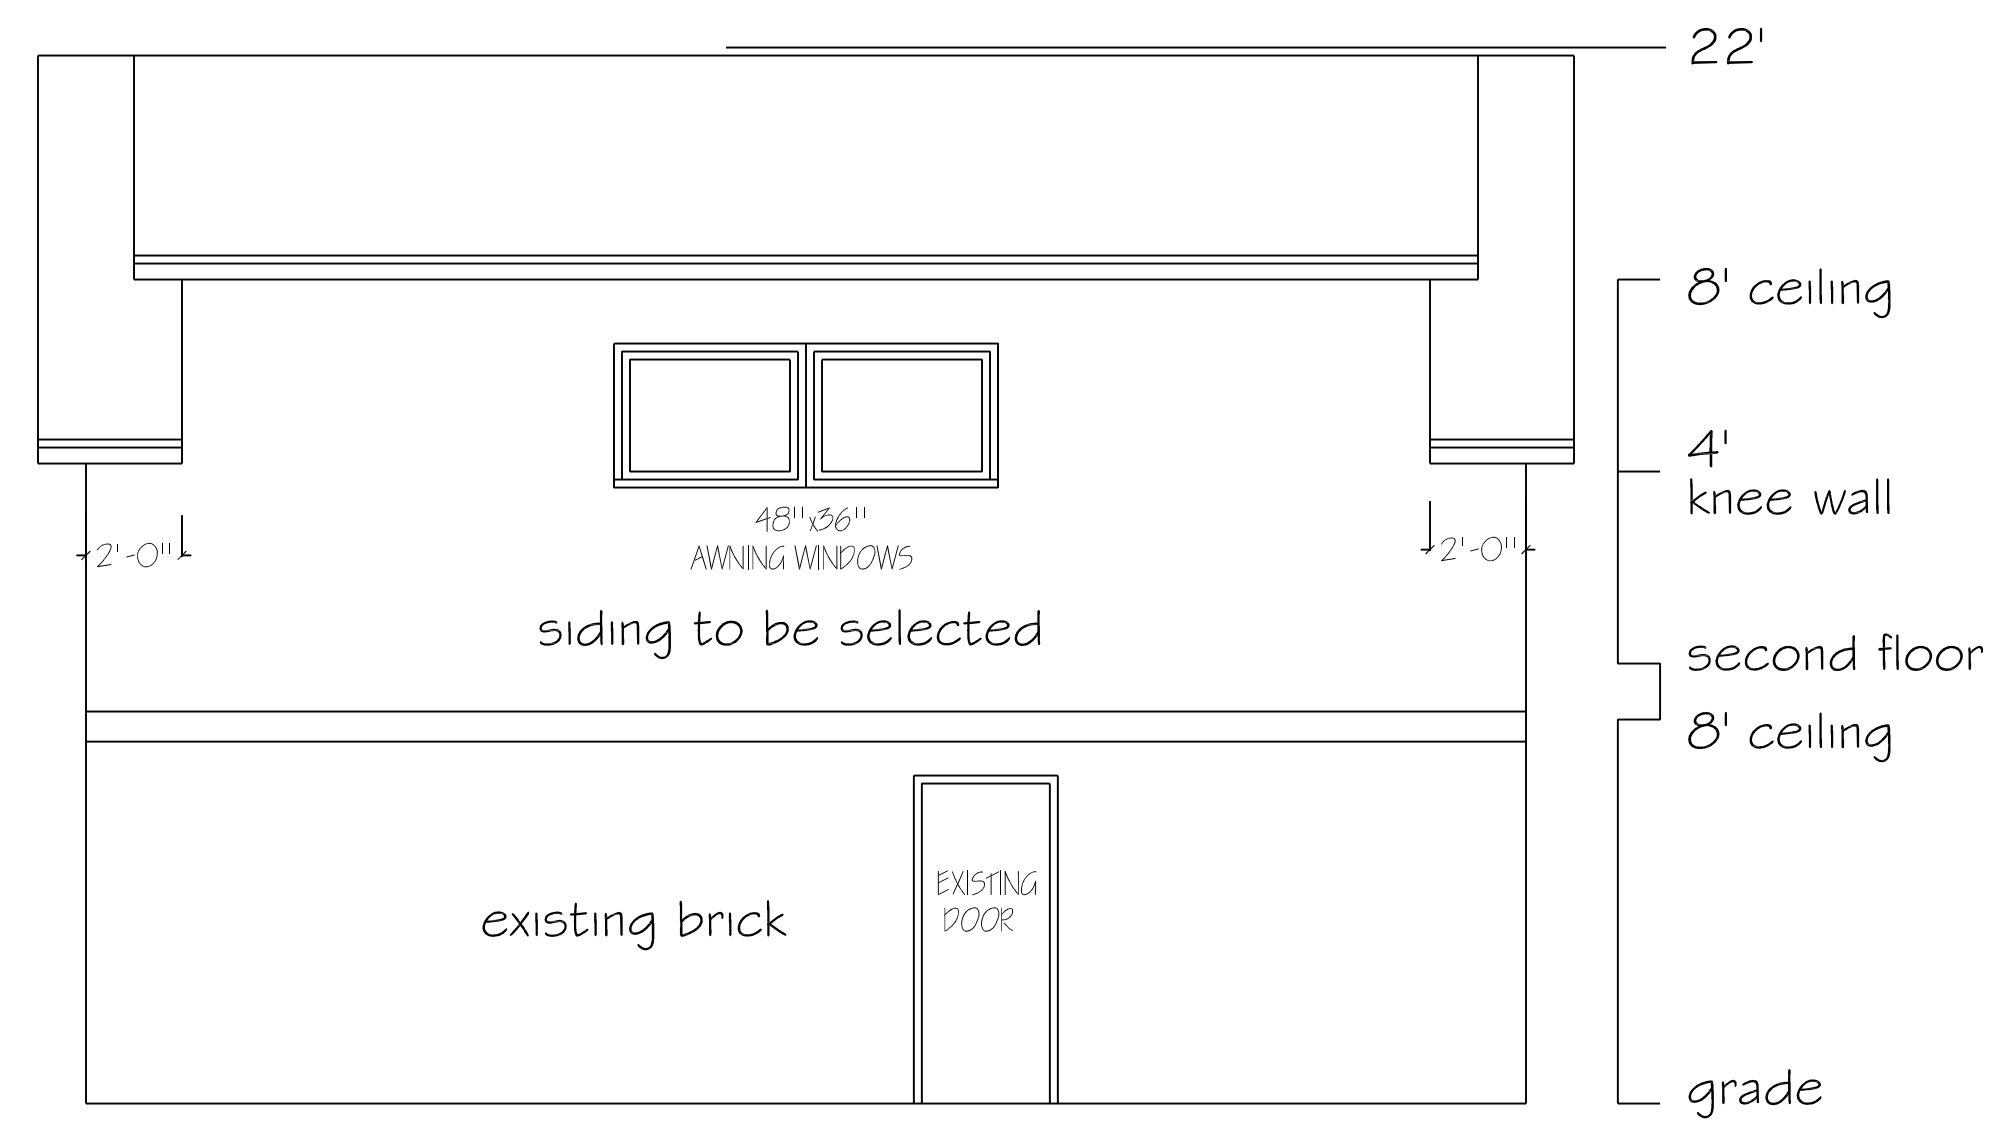 22'
8' ceiling
4'
knee wall
48"x36"
AWNING WINDOWS
2'-0"
2'-0"
siding to be selected
second floor
8' ceiling
EXISTING
DOOR
existing brick
grade